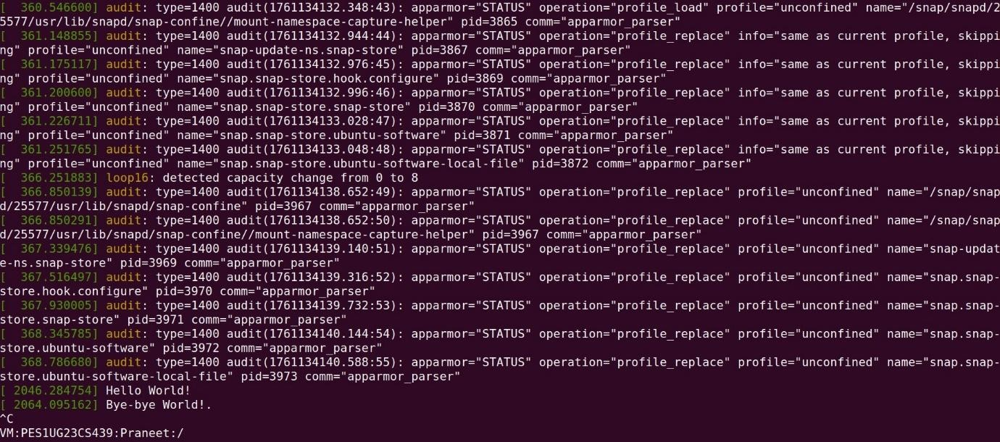 [  360.546600] audit: type=1400 audit(1761134132.348:43): apparmor="STATUS" operation="profile_load" profile="unconfined" name="/snap/snapd/2
5577/usr/lib/snapd/snap-confine//mount-namespace-capture-helper" pid=3865 comm="apparmor_parser"
[  361.148855] audit: type=1400 audit(1761134132.944:44): apparmor="STATUS" operation="profile_replace" info="same as current profile, skippi
ng" profile="unconfined" name="snap-update-ns.snap-store" pid=3867 comm="apparmor_parser"
[  361.175117] audit: type=1400 audit(1761134132.976:45): apparmor="STATUS" operation="profile_replace" info="same as current profile, skippi
ng" profile="unconfined" name="snap.snap-store.hook.configure" pid=3869 comm="apparmor_parser"
[  361.200600] audit: type=1400 audit(1761134132.996:46): apparmor="STATUS" operation="profile_replace" info="same as current profile, skippi
ng" profile="unconfined" name="snap.snap-store.snap-store" pid=3870 comm="apparmor_parser"
[  361.226711] audit: type=1400 audit(1761134133.028:47): apparmor="STATUS" operation="profile_replace" info="same as current profile, skippi
ng" profile="unconfined" name="snap.snap-store.ubuntu-software" pid=3871 comm="apparmor_parser"
[  361.251765] audit: type=1400 audit(1761134133.048:48): apparmor="STATUS" operation="profile_replace" info="same as current profile, skippi
ng" profile="unconfined" name="snap.snap-store.ubuntu-software-local-file" pid=3872 comm="apparmor_parser"
[  366.251883] loop16: detected capacity change from 0 to 8
[  366.850139] audit: type=1400 audit(1761134138.652:49): apparmor="STATUS" operation="profile_replace" profile="unconfined" name="/snap/snap
d/25577/usr/lib/snapd/snap-confine" pid=3967 comm="apparmor_parser"
[  366.850291] audit: type=1400 audit(1761134138.652:50): apparmor="STATUS" operation="profile_replace" profile="unconfined" name="/snap/snap
d/25577/usr/lib/snapd/snap-confine//mount-namespace-capture-helper" pid=3967 comm="apparmor_parser"
[  367.339476] audit: type=1400 audit(1761134139.140:51): apparmor="STATUS" operation="profile_replace" profile="unconfined" name="snap-updat
e-ns.snap-store" pid=3969 comm="apparmor_parser"
[  367.516497] audit: type=1400 audit(1761134139.316:52): apparmor="STATUS" operation="profile_replace" profile="unconfined" name="snap.snap-
store.hook.configure" pid=3970 comm="apparmor_parser"
[  367.930005] audit: type=1400 audit(1761134139.732:53): apparmor="STATUS" operation="profile_replace" profile="unconfined" name="snap.snap-
store.snap-store" pid=3971 comm="apparmor_parser"
[  368.345785] audit: type=1400 audit(1761134140.144:54): apparmor="STATUS" operation="profile_replace" profile="unconfined" name="snap.snap-
store.ubuntu-software" pid=3972 comm="apparmor_parser"
[  368.786680] audit: type=1400 audit(1761134140.588:55): apparmor="STATUS" operation="profile_replace" profile="unconfined" name="snap.snap-
store.ubuntu-software-local-file" pid=3973 comm="apparmor_parser"
[ 2046.284754] Hello World!
[ 2064.095162] Bye-bye World!.
^C
VM:PES1UG23CS439:Praneet:/